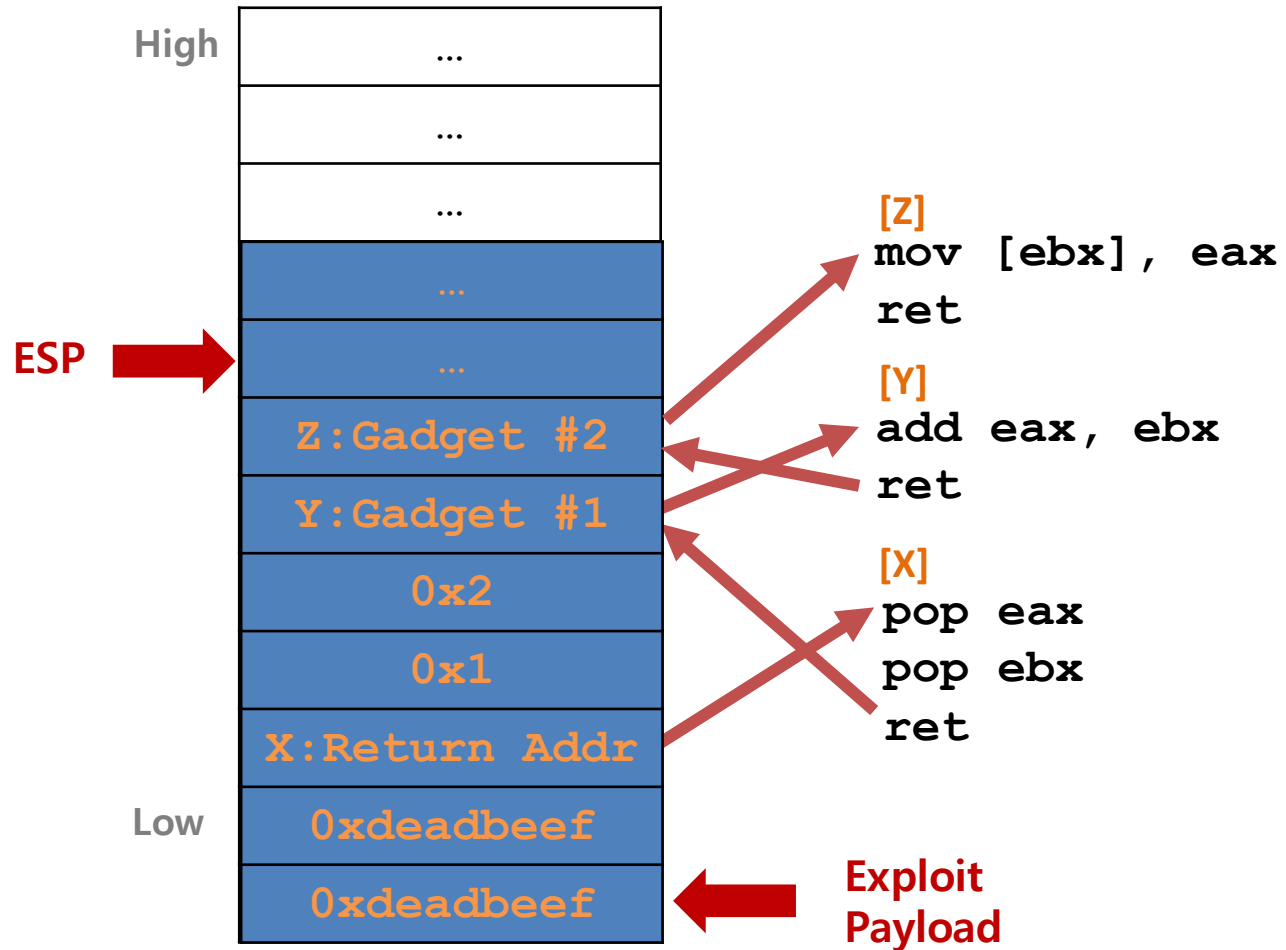 High
...
...
...
...
ESP
...
Z:Gadget #2
Y:Gadget #1
0x2
0x1
X:Return Addr
Low
0xdeadbeef
0xdeadbeef
[Z]
mov [ebx], eax
ret
[Y]
add eax, ebx
ret
[X]
pop eax
pop ebx
ret
Exploit
Payload